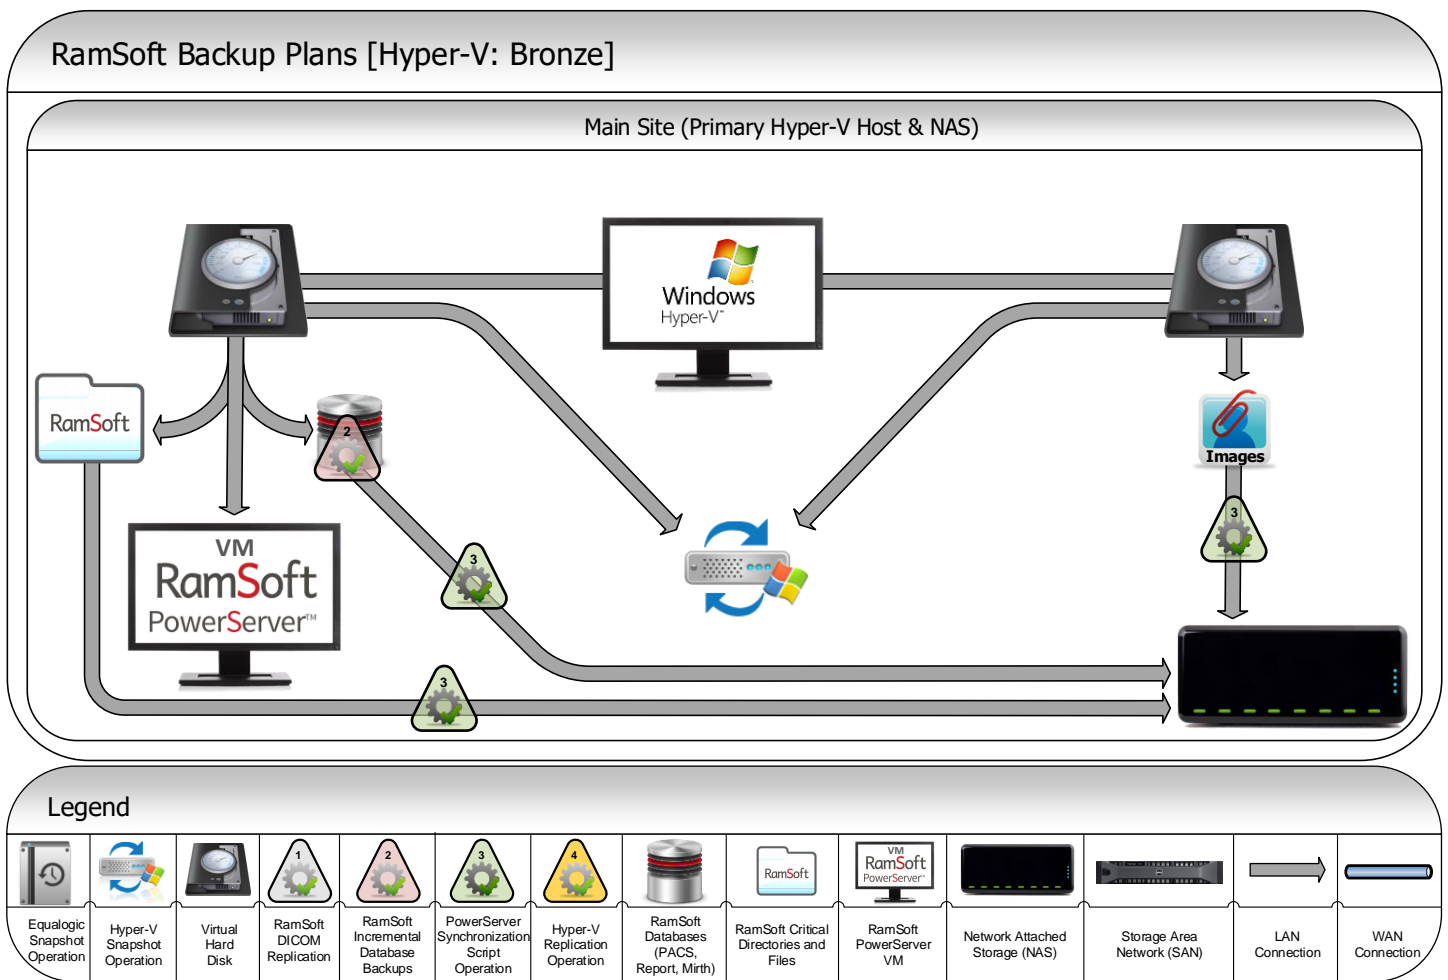 RamSoft Backup Plans [Hyper-V: Bronze]
Main Site (Primary Hyper-V Host & NAS)
Windows
Hyper-V™
RamSoft
2
Images
3
VM
RamSoft
PowerServer™
3
3
Legend
1
2
3
4
RamSoft
VM
RamSoft
PowerServer™
Equalogic
Snapshot
Operation
Hyper-V
Snapshot
Operation
Virtual
Hard
Disk
RamSoft
DICOM
Replication
RamSoft
Incremental
Database
Backups
PowerServer
Synchronization
Script
Operation
Hyper-V
Replication
Operation
RamSoft
Databases
(PACS,
Report, Mirth)
RamSoft Critical
Directories and
Files
RamSoft
PowerServer
VM
Network Attached
Storage (NAS)
Storage Area
Network (SAN)
LAN
Connection
WAN
Connection